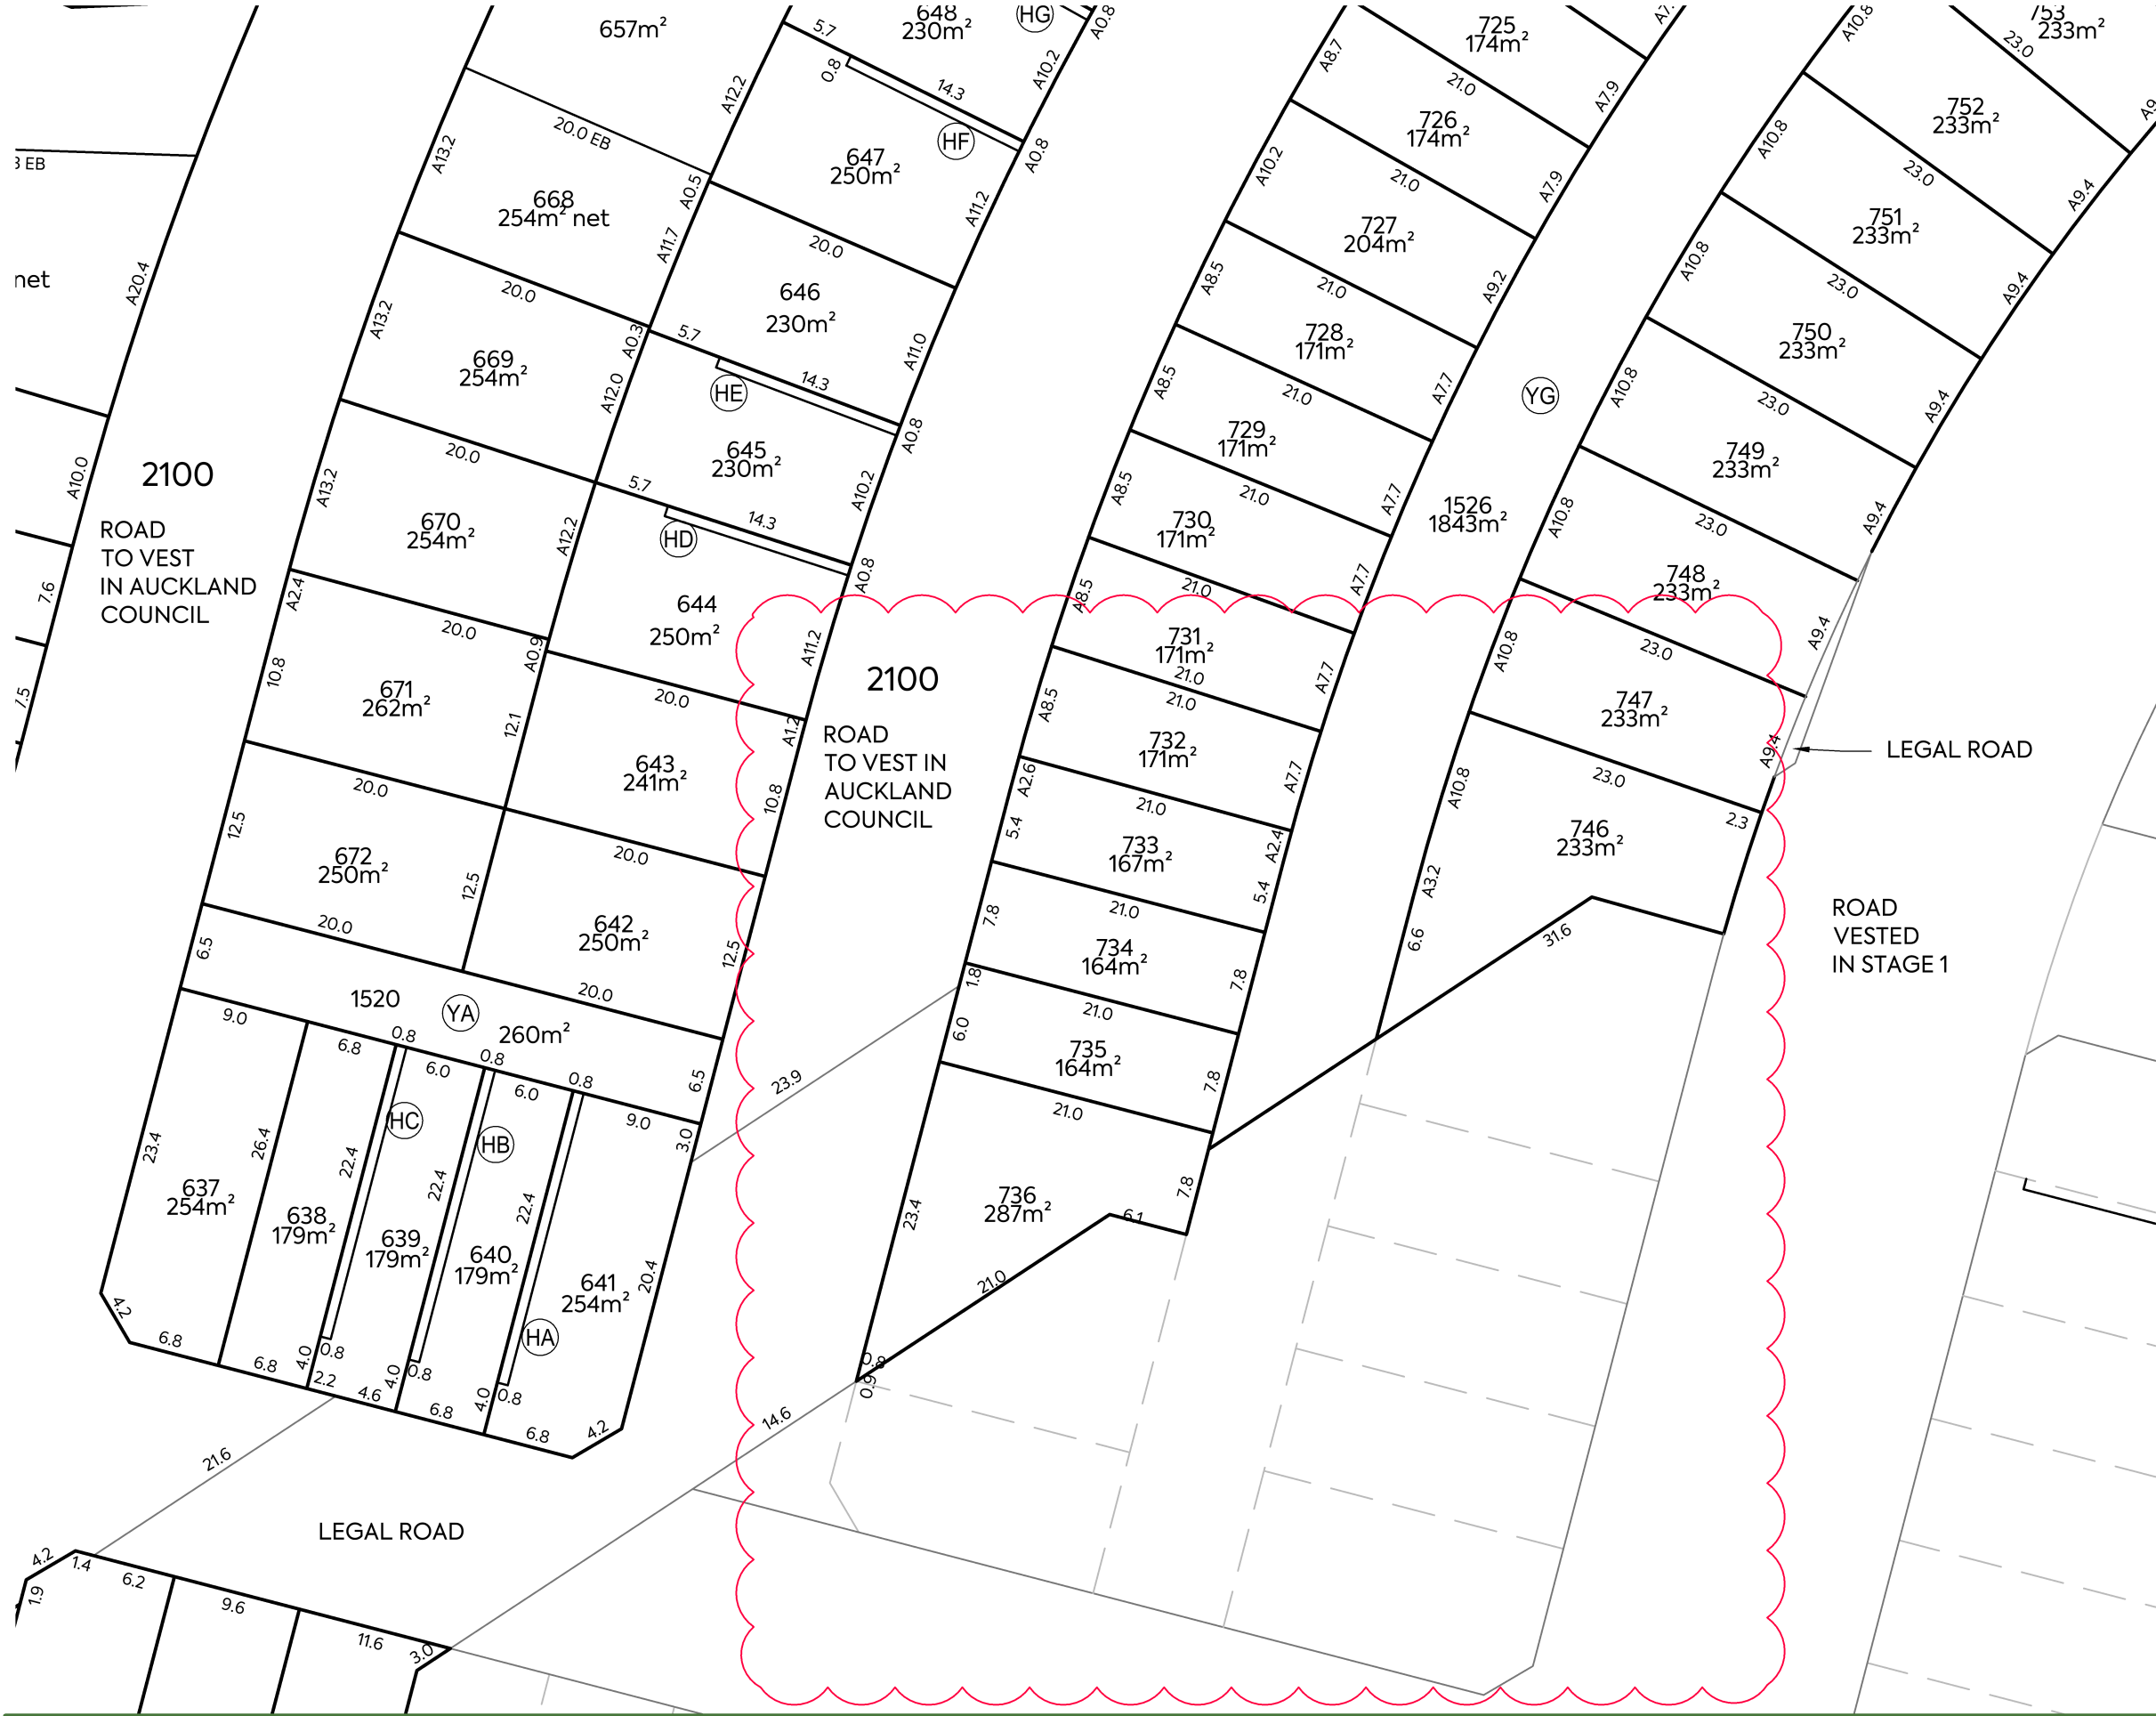 657m²
20.0 EB
A13.2
668
254m² net
A12.2
A0.5
A11.7
A13.2
20.0
669
254m²
A0.3
A12.0
A13.2
20.0
670
254m²
A12.2
A2.4
20.0
A0.9
10.8
671
262m²
12.1
12.5
20.0
672
250m²
12.5
20.0
6.5
1520
YA
260m²
5.7
0.8
648
230m²
HG
A0.8
A10.2
14.3
HF
A0.8
647
250m²
A11.2
20.0
646
230m²
A11.0
5.7
14.3
HE
A0.8
645
230m²
A10.2
5.7
14.3
HD
A0.8
644
250m²
A11.2
20.0
A1.2
643
241m²
10.8
20.0
642
250m²
12.5
20.0
6.5
3 EB
net
A20.4
A10.0
7.6
7.5
2100
ROAD
TO VEST
IN AUCKLAND
COUNCIL
9.0
6.8
0.8
6.0
0.8
6.0
0.8
9.0
3.0
HC
HB
HA
23.4
26.4
22.4
22.4
22.4
20.4
637
254m²
638
179m²
639
179m²
640
179m²
641
254m²
4.2
6.8
6.8
4.0
0.8
2.2
4.6
4.0
0.8
6.8
4.0
0.8
6.8
4.2
21.6
LEGAL ROAD
4.2
1.4
1.9
6.2
9.6
11.6
3.0
23.9
14.6
2100
ROAD
TO VEST IN
AUCKLAND
COUNCIL
A8.7
725
174m²
A7.9
21.0
726
174m²
A10.2
21.0
A7.9
727
204m²
A8.5
21.0
A9.2
728
171m²
A8.5
21.0
A7.7
729
171m²
A8.5
21.0
A7.7
730
171m²
A8.5
21.0
A7.7
731
171m²
21.0
21.0
A8.5
A7.7
732
171m²
A2.6
21.0
A7.7
5.4
733
167m²
A2.4
5.4
21.0
7.8
734
164m²
7.8
1.8
21.0
6.0
735
164m²
7.8
21.0
736
287m²
7.8
23.4
6.1
21.0
0.8
0.9
YG
1526
1843m²
A10.8
753
233m²
23.0
752
233m²
A10.8
23.0
A9.4
751
233m²
A10.8
23.0
A9.4
750
233m²
A10.8
23.0
A9.4
749
233m²
A10.8
23.0
A9.4
748
233m²
A10.8
23.0
A9.4
747
233m²
A10.8
23.0
A9.4
2.3
746
233m²
A3.2
6.6
31.6
LEGAL ROAD
ROAD
VESTED
IN STAGE 1